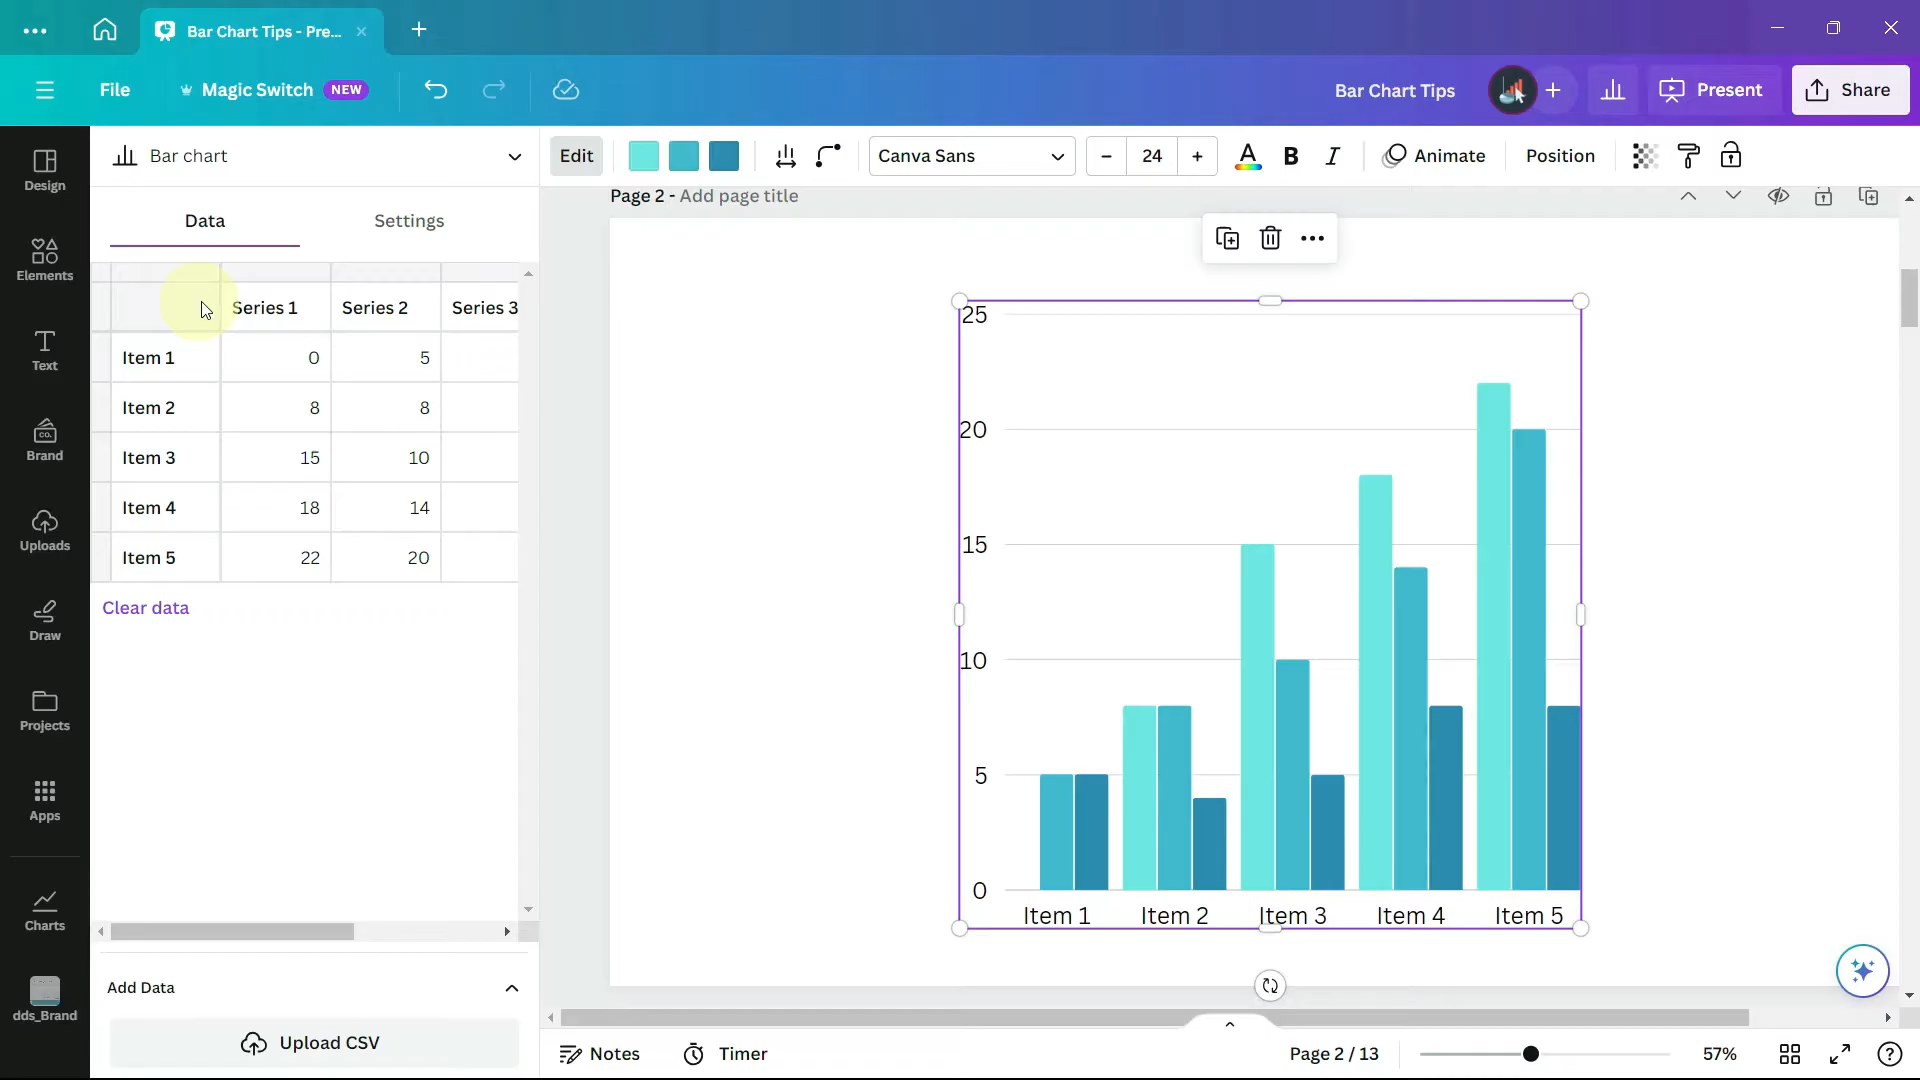 Bar Chart Tips - Pre...
File
Magic Switch NEW
Bar Chart Tips
Present
Share
Design
Elements
Text
CO.
Brand
Uploads
Draw
Projects
Apps
Charts
dds_Brand
Bar chart
Data
Settings
Series 1 Series 2 Series 3
Item 1 0 5
Item 2 8 8
Item 3 15 10
Item 4 18 14
Item 5 22 20
Clear data
Add Data
Upload CSV
Edit
Canva Sans
– 24 +
A B I
Animate
Position
Page 2 - Add page title
25
20
15
10
5
0
Item 1 Item 2 Item 3 Item 4 Item 5
Notes
Timer
Page 2 / 13
57%
?